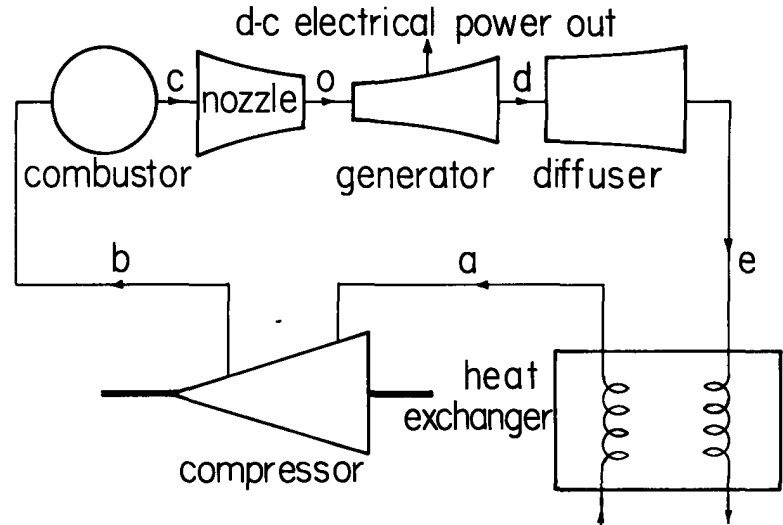 d-c electrical power out
c
nozzle
o
d
combustor
generator
diffuser
b
a
e
heat
exchanger
compressor